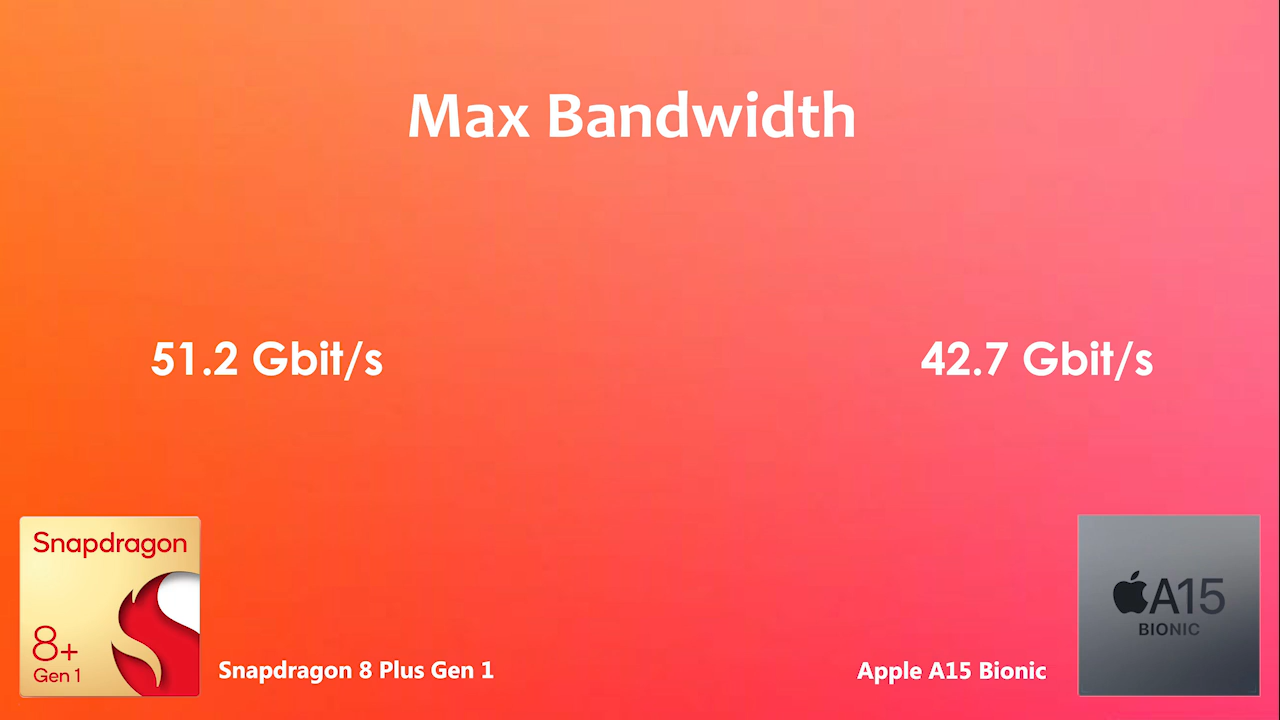 Max Bandwidth
51.2 Gbit/s
42.7 Gbit/s
Snapdragon
8+
Gen 1
Snapdragon 8 Plus Gen 1
Apple A15 Bionic
A15
BIONIC